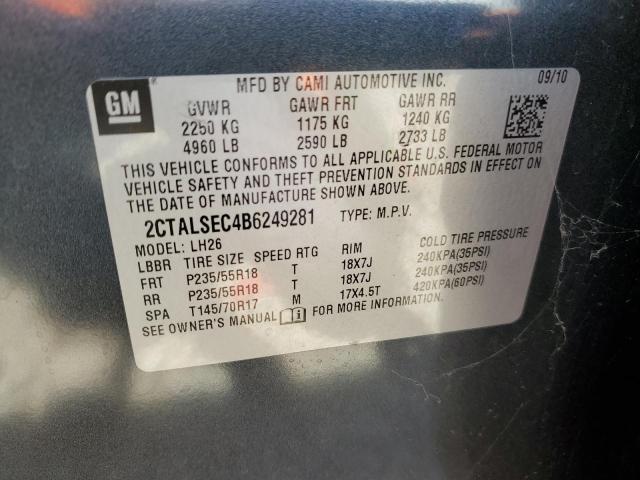 GM
MFD BY CAMI AUTOMOTIVE INC. 09/10
GVWR GAWR FRT GAWR RR
2250 KG 1175 KG 1240 KG
4960 LB 2590 LB 2733 LB
THIS VEHICLE CONFORMS TO ALL APPLICABLE U.S. FEDERAL MOTOR
VEHICLE SAFETY AND THEFT PREVENTION STANDARDS IN EFFECT ON
THE DATE OF MANUFACTURE SHOWN ABOVE.
2CTALSEC4B6249281 TYPE: M.P.V.
MODEL: LH26
LBBR TIRE SIZE SPEED RTG RIM COLD TIRE PRESSURE
FRT P235/55R18 T 18X7J 240KPA(35PSI)
RR P235/55R18 T 18X7J 240KPA(35PSI)
SPA T145/70R17 M 17X4.5T 420KPA(60PSI)
SEE OWNER'S MANUAL i FOR MORE INFORMATION.